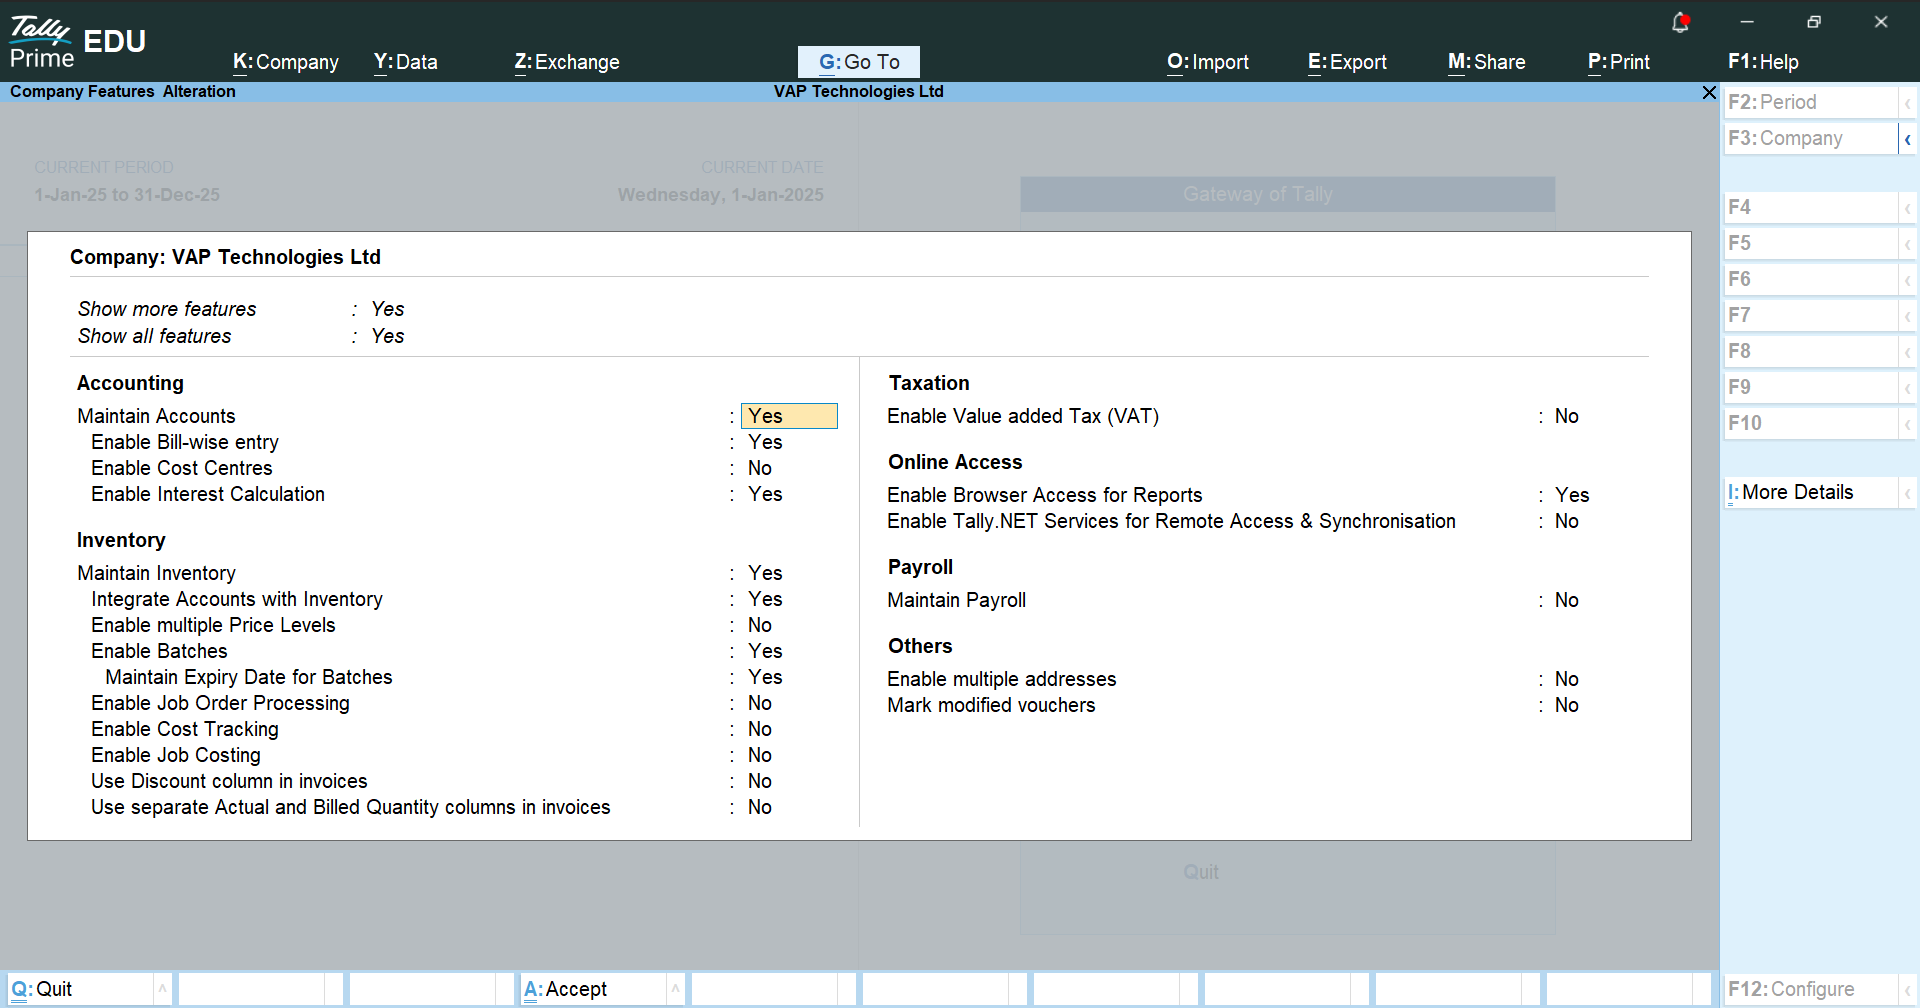 Tally Prime EDU
K:Company Y:Data Z:Exchange G:Go To O:Import E:Export M:Share P:Print F1:Help
Company Features Alteration VAP Technologies Ltd
CURRENT PERIOD CURRENT DATE
1-Jan-25 to 31-Dec-25 Wednesday, 1-Jan-2025
Gateway of Tally
Company: VAP Technologies Ltd
Show more features : Yes
Show all features : Yes
Accounting
Maintain Accounts : Yes
Enable Bill-wise entry : Yes
Enable Cost Centres : No
Enable Interest Calculation : Yes
Inventory
Maintain Inventory : Yes
Integrate Accounts with Inventory : Yes
Enable multiple Price Levels : No
Enable Batches : Yes
Maintain Expiry Date for Batches : Yes
Enable Job Order Processing : No
Enable Cost Tracking : No
Enable Job Costing : No
Use Discount column in invoices : No
Use separate Actual and Billed Quantity columns in invoices : No
Taxation
Enable Value added Tax (VAT) : No
Online Access
Enable Browser Access for Reports : Yes
Enable Tally.NET Services for Remote Access & Synchronisation : No
Payroll
Maintain Payroll : No
Others
Enable multiple addresses : No
Mark modified vouchers : No
Quit
F2:Period
F3:Company
F4
F5
F6
F7
F8
F9
F10
I:More Details
F12:Configure
Q:Quit A:Accept